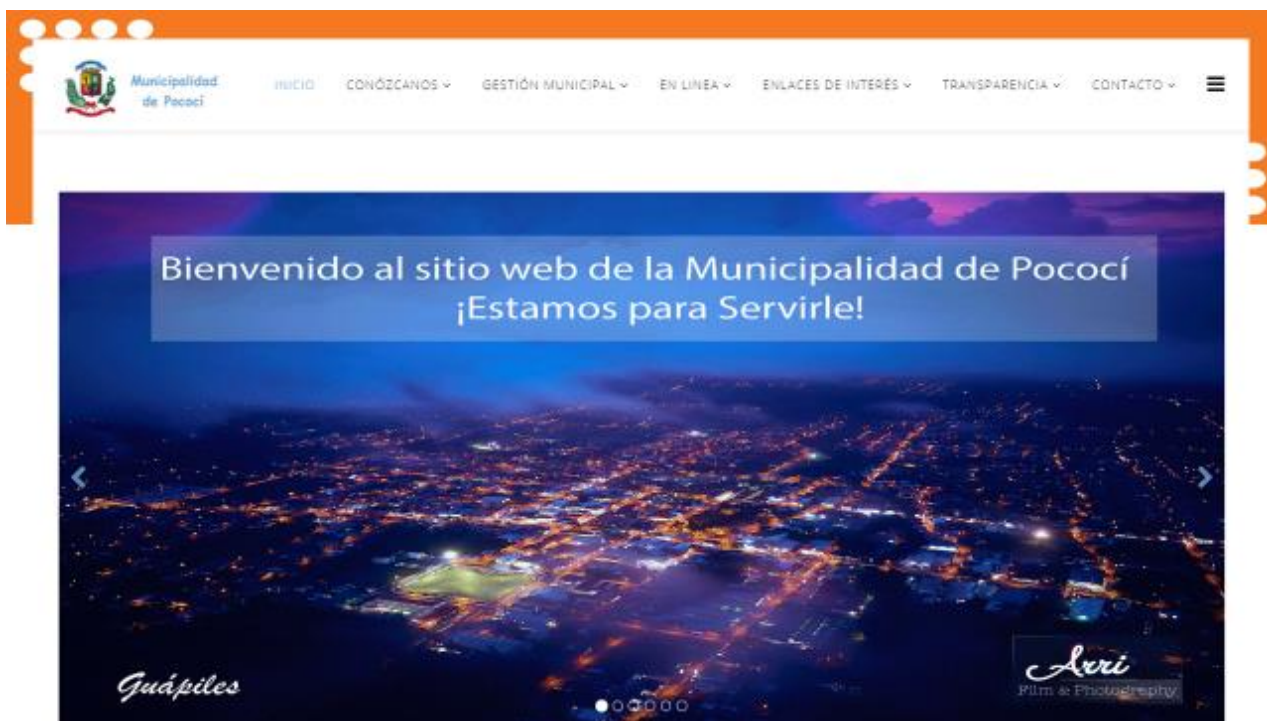 Municipalidad
de Pococí
INICIO CONÓZCANOS GESTIÓN MUNICIPAL EN LINEA ENLACES DE INTERÉS TRANSPARENCIA CONTACTO
Bienvenido al sitio web de la Municipalidad de Pococí
¡Estamos para Servirle!
Guápiles
Arri
Film & Photography